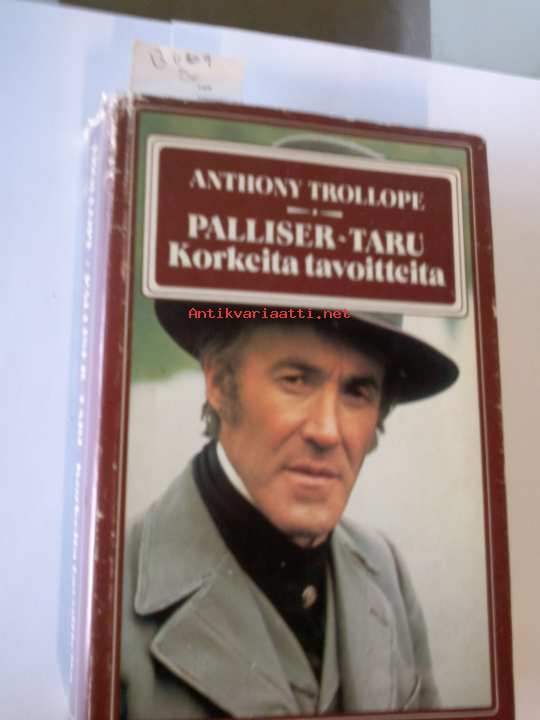 ANTHONY TROLLOPE
PALLISER-TARU
Korkeita tavoitteita
Antikvariaatti.net